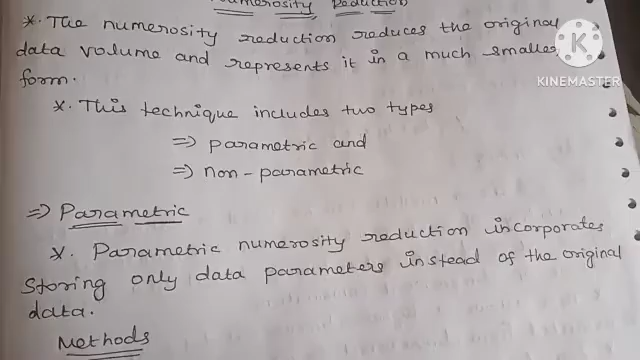 Numerosity Reduction
*. The numerosity reduction reduces the original
data volume and represents it in a much smaller
form.
*. This technique includes two types
=> parametric and
=> non-parametric
=> Parametric
*. Parametric numerosity reduction incorporates
storing only data parameters instead of the original
data.
Methods
K
KINEMASTER